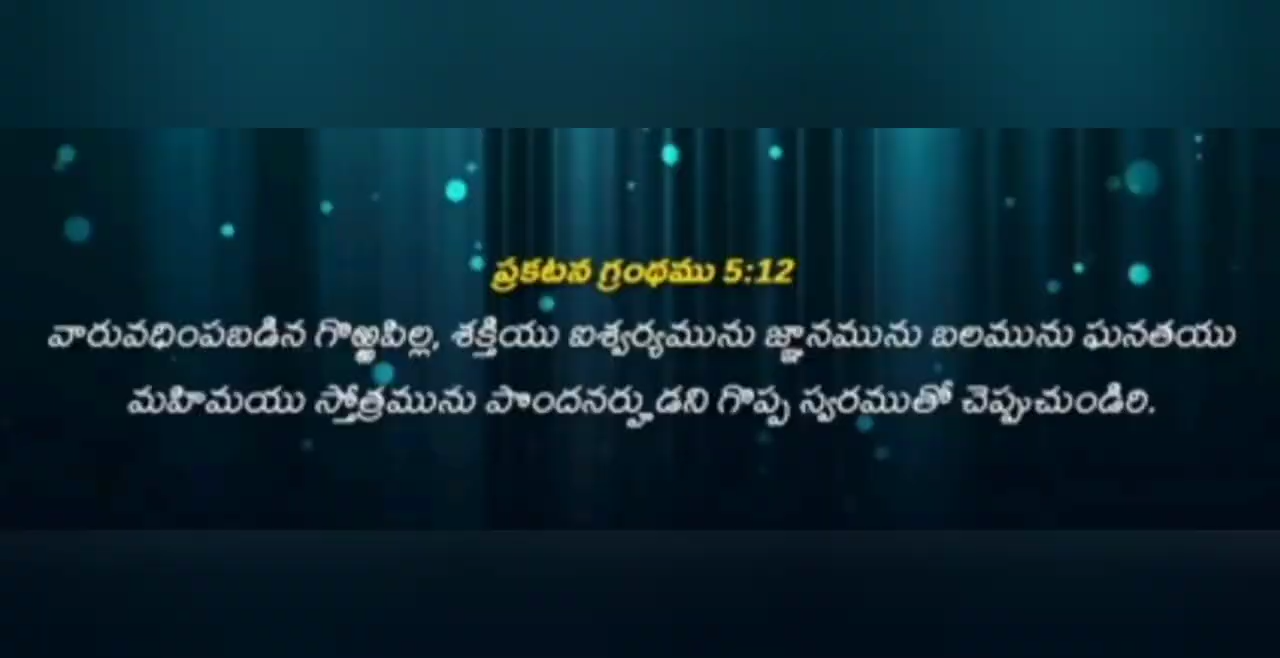 ప్రకటన గ్రంథము 5:12
వారువధింపబడిన గొఱ్ఱపిల్ల, శక్తియు ఐశ్వర్యమును జ్ఞానమును బలమును ఘనతయు
మహిమయు స్తోత్రమును పొందనర్హుడని గొప్ప స్వరముతో చెప్పుచుండిరి.